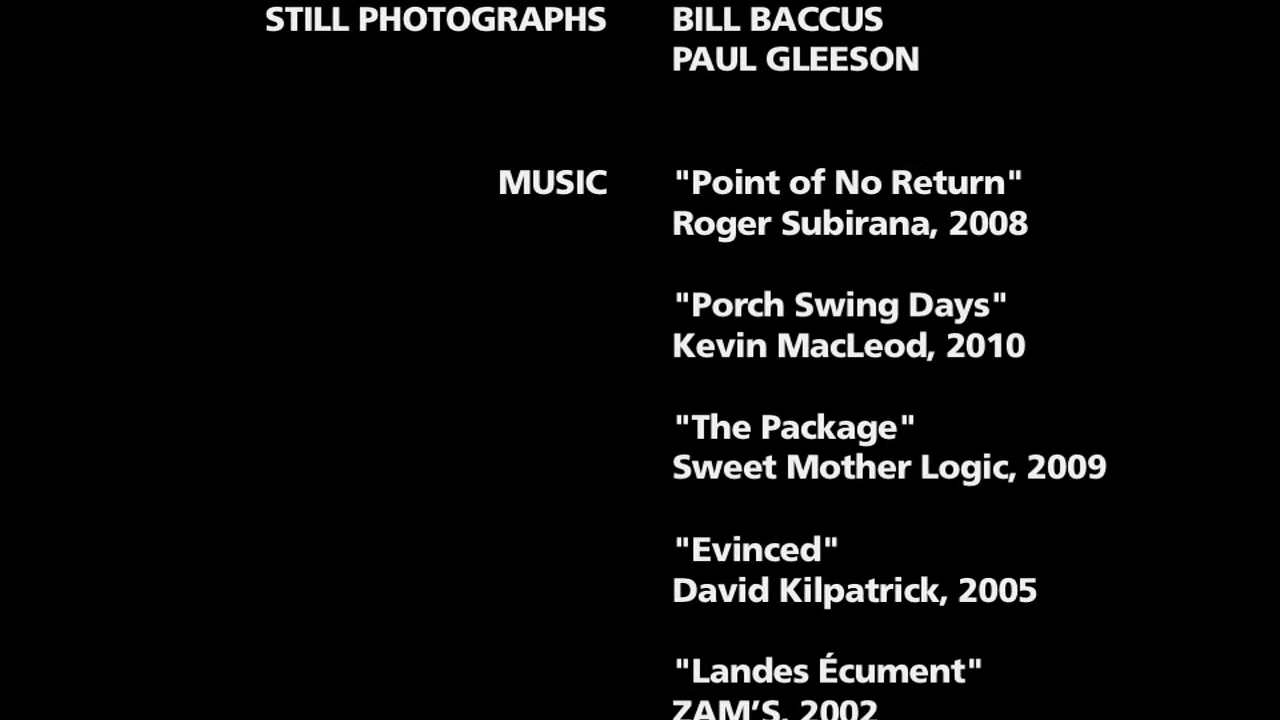 STILL PHOTOGRAPHS BILL BACCUS
PAUL GLEESON
MUSIC "Point of No Return"
Roger Subirana, 2008
"Porch Swing Days"
Kevin MacLeod, 2010
"The Package"
Sweet Mother Logic, 2009
"Evinced"
David Kilpatrick, 2005
"Landes Écument"
ZAM’S, 2002